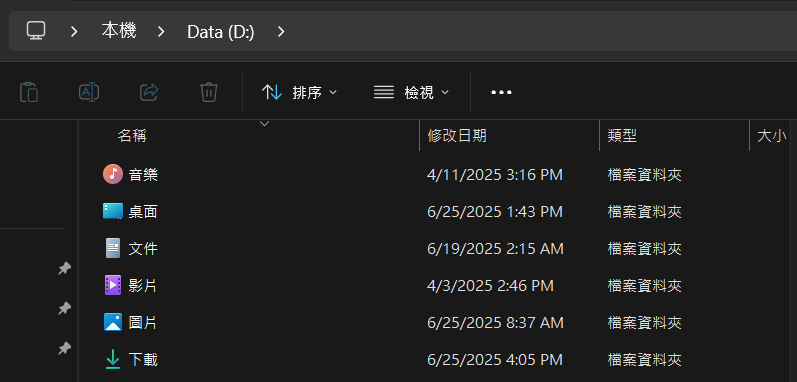 本機 Data (D:)
排序 檢視
名稱 修改日期 類型 大小
音樂 4/11/2025 3:16 PM 檔案資料夾
桌面 6/25/2025 1:43 PM 檔案資料夾
文件 6/19/2025 2:15 AM 檔案資料夾
影片 4/3/2025 2:46 PM 檔案資料夾
圖片 6/25/2025 8:37 AM 檔案資料夾
下載 6/25/2025 4:05 PM 檔案資料夾